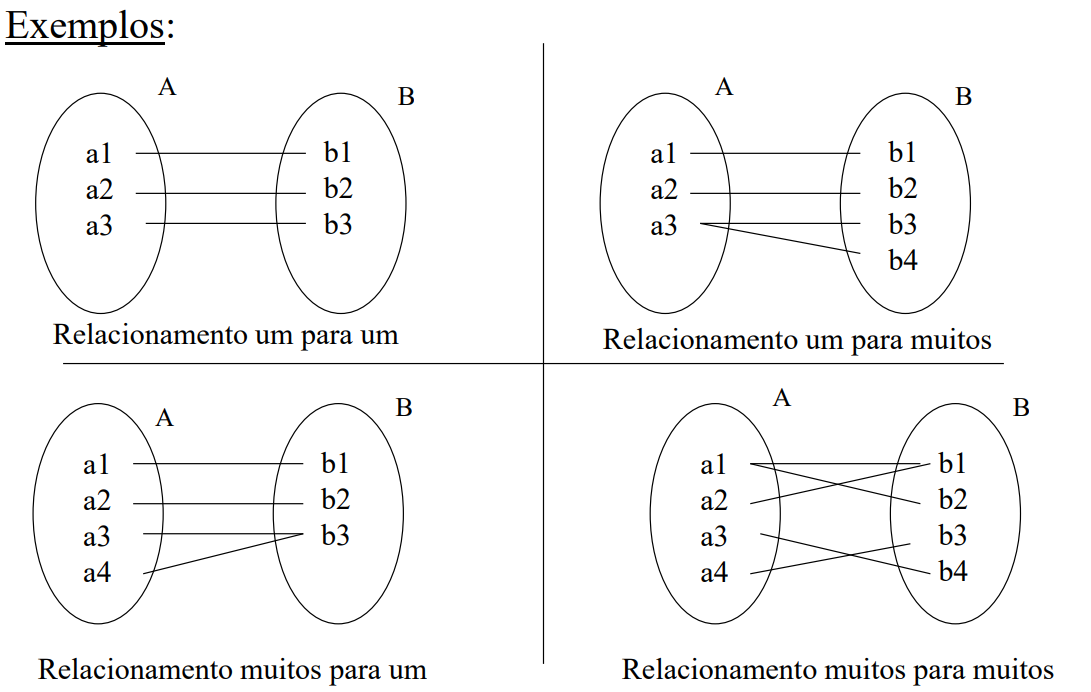 Exemplos:
A
B
a1
b1
a2
b2
a3
b3
Relacionamento um para um
A
B
a1
b1
a2
b2
a3
b3
b4
Relacionamento um para muitos
A
B
a1
b1
a2
b2
a3
b3
a4
Relacionamento muitos para um
A
B
a1
b1
a2
b2
a3
b3
a4
b4
Relacionamento muitos para muitos